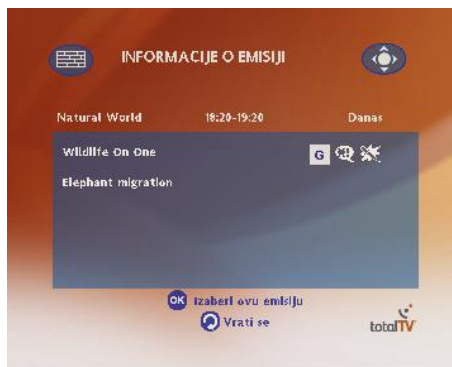 INFORMACIJE O EMISIJI
Natural World 18:20-19:20 Danas
Wildlife On One G
Elephant migration
OK Izaberi ovu emisiju
Vrati se
totalTV